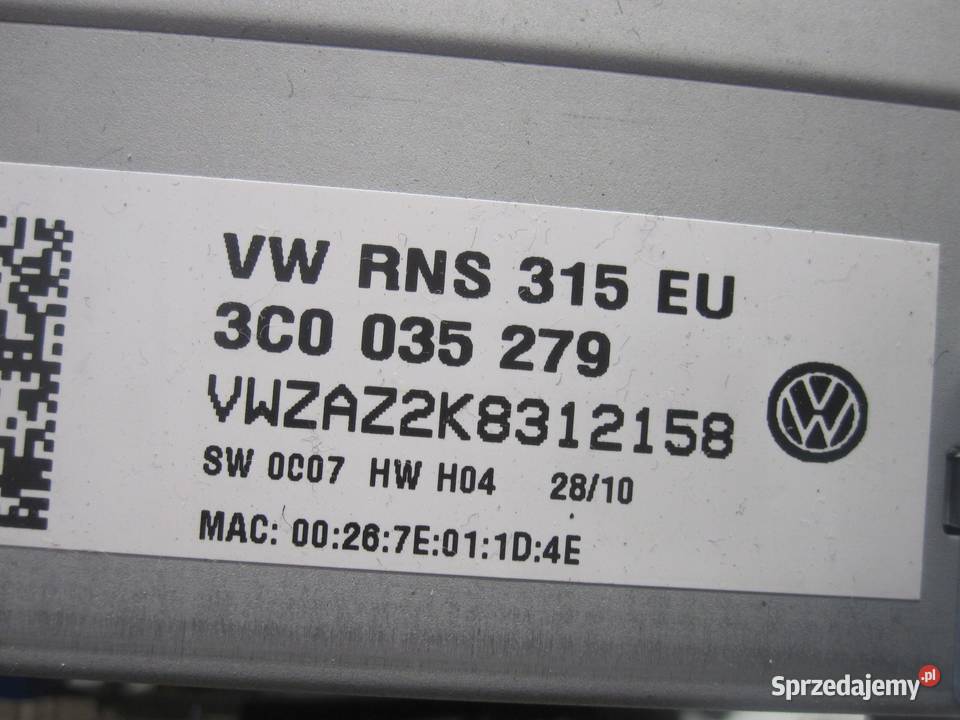 VW RNS 315 EU
3C0 035 279
VWZAZ2K8312158
SW 0C07 HW H04 28/10
MAC: 00:26:7E:01:1D:4E
Sprzedajemy.pl